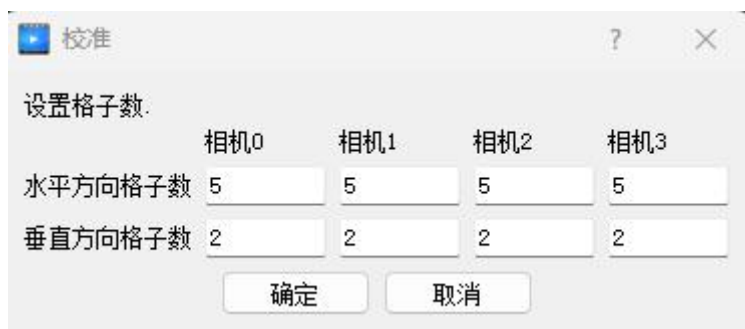 校准
设置格子数.
相机0 相机1 相机2 相机3
水平方向格子数 5 5 5 5
垂直方向格子数 2 2 2 2
确定 取消